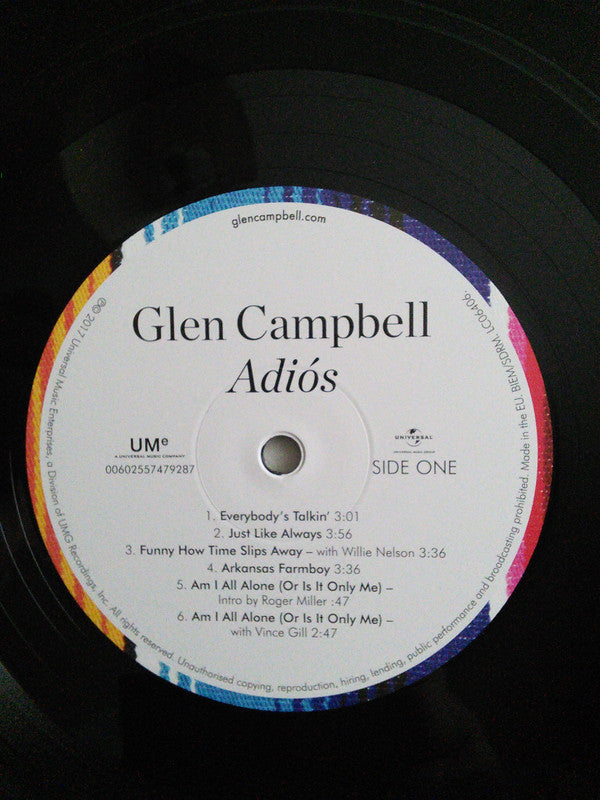 glencampbell.com
Glen Campbell
Adiós
UMe
A UNIVERSAL MUSIC COMPANY
00602557479287
UNIVERSAL
UNIVERSAL MUSIC GROUP
SIDE ONE
1. Everybody's Talkin' 3:01
2. Just Like Always 3:56
3. Funny How Time Slips Away – with Willie Nelson 3:36
4. Arkansas Farmboy 3:36
5. Am I All Alone (Or Is It Only Me) –
Intro by Roger Miller :47
6. Am I All Alone (Or Is It Only Me) –
with Vince Gill 2:47
℗© 2017 Universal Music Enterprises, a Division of UMG Recordings, Inc. All rights reserved. Unauthorised copying, reproduction, hiring, lending, public performance and broadcasting prohibited. Made in the EU. BIEM/SDRM. LC06406.